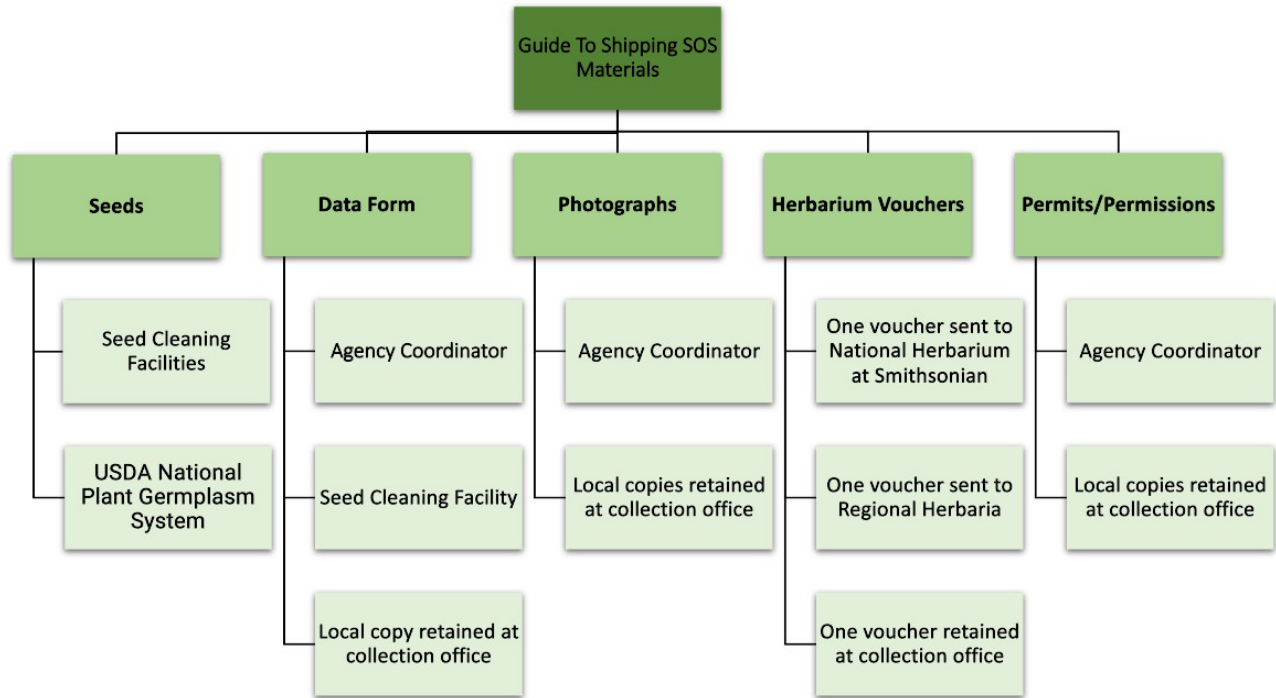 Guide To Shipping SOS
Materials
Seeds
Data Form
Photographs
Herbarium Vouchers
Permits/Permissions
Seed Cleaning
Facilities
Agency Coordinator
Agency Coordinator
One voucher sent to
National Herbarium
at Smithsonian
Agency Coordinator
USDA National
Plant Germplasm
System
Seed Cleaning Facility
Local copies retained
at collection office
One voucher sent to
Regional Herbaria
Local copies retained
at collection office
Local copy retained at
collection office
One voucher retained
at collection office